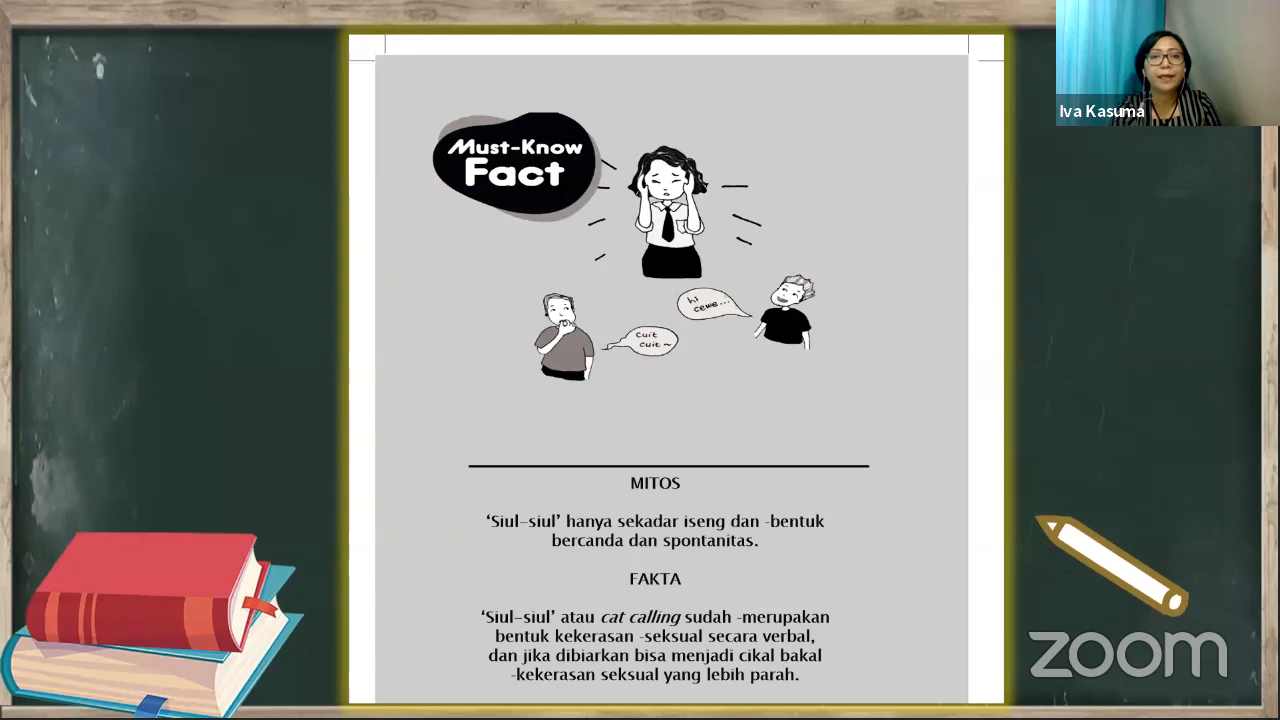 Iva Kasuma
Must-Know
Fact
hi
cewe...
cuit
cuit ~
MITOS
‘Siul-siul’ hanya sekadar iseng dan -bentuk
bercanda dan spontanitas.
FAKTA
‘Siul-siul’ atau cat calling sudah -merupakan
bentuk kekerasan -seksual secara verbal,
dan jika dibiarkan bisa menjadi cikal bakal
-kekerasan seksual yang lebih parah.
zoom